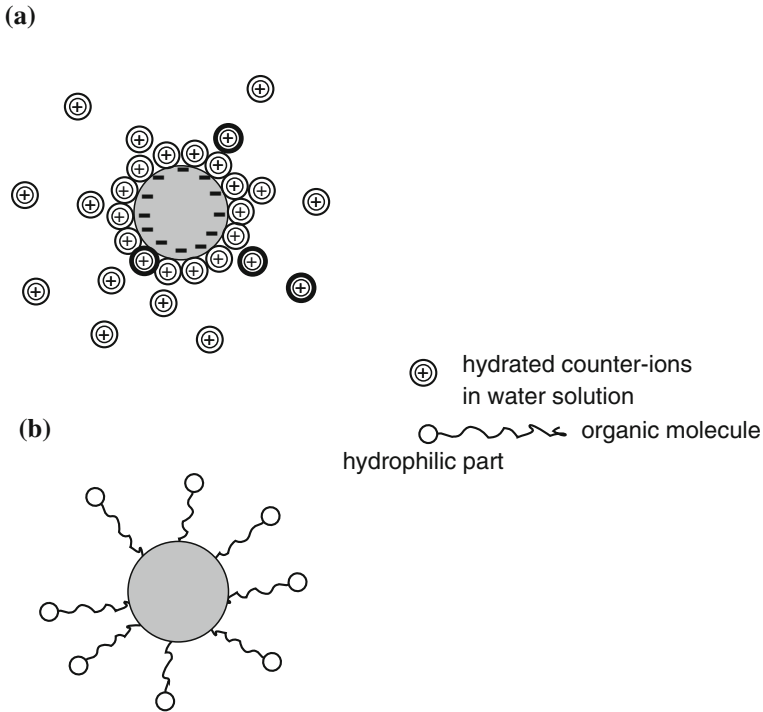 (a)
hydrated counter-ions
in water solution
(b)
organic molecule
hydrophilic part